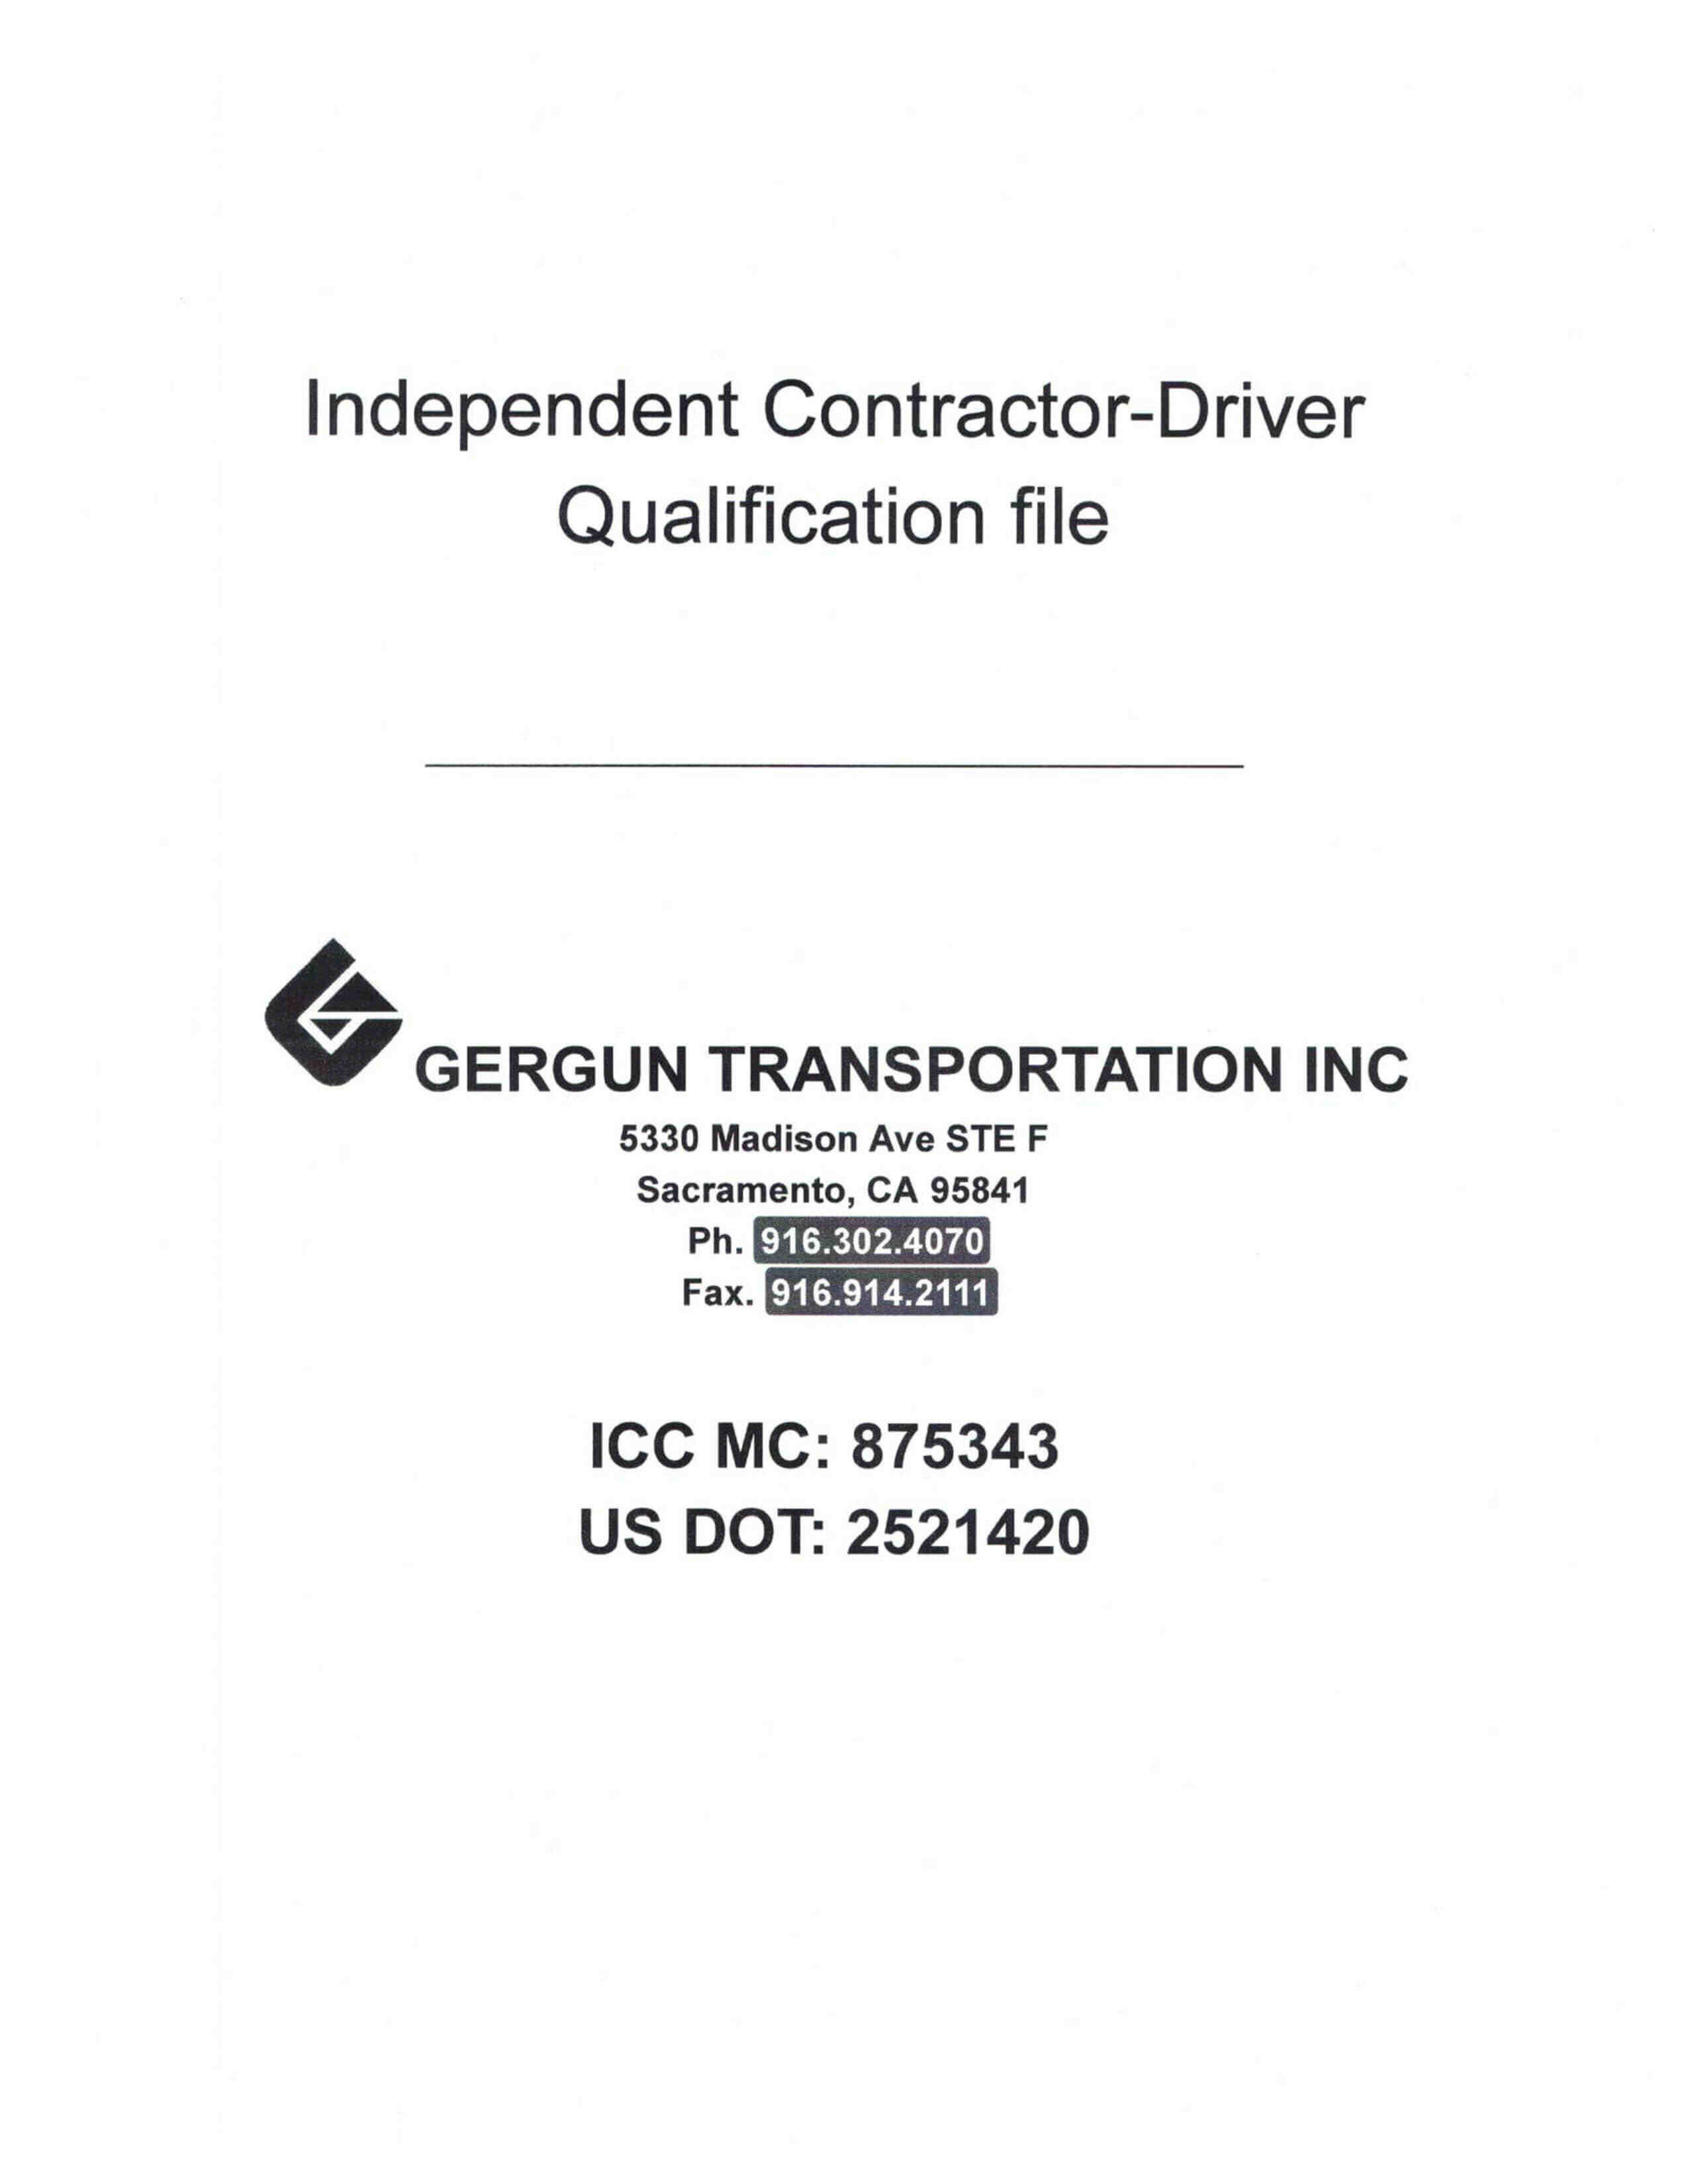 Independent Contractor-Driver
Qualification file
GERGUN TRANSPORTATION INC
5330 Madison Ave STE F
Sacramento, CA 95841
Ph. 916.302.4070
Fax. 916.914.2111
ICC MC: 875343
US DOT: 2521420